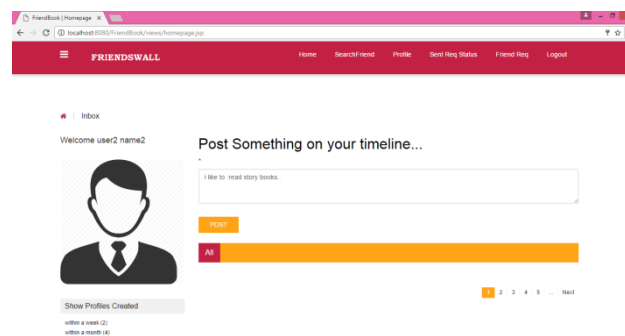 FriendBook | Homepage
localhost:8080/FriendBook/views/homepage.jsp
FRIENDSWALL
Home SearchFriend Profile Sent Req Status Friend Req Logout
Inbox
Welcome user2 name2
Post Something on your timeline...
i like to read story books..
POST
All
1 2 3 4 5 ... Next
Show Profiles Created
within a week (2)
within a month (4)